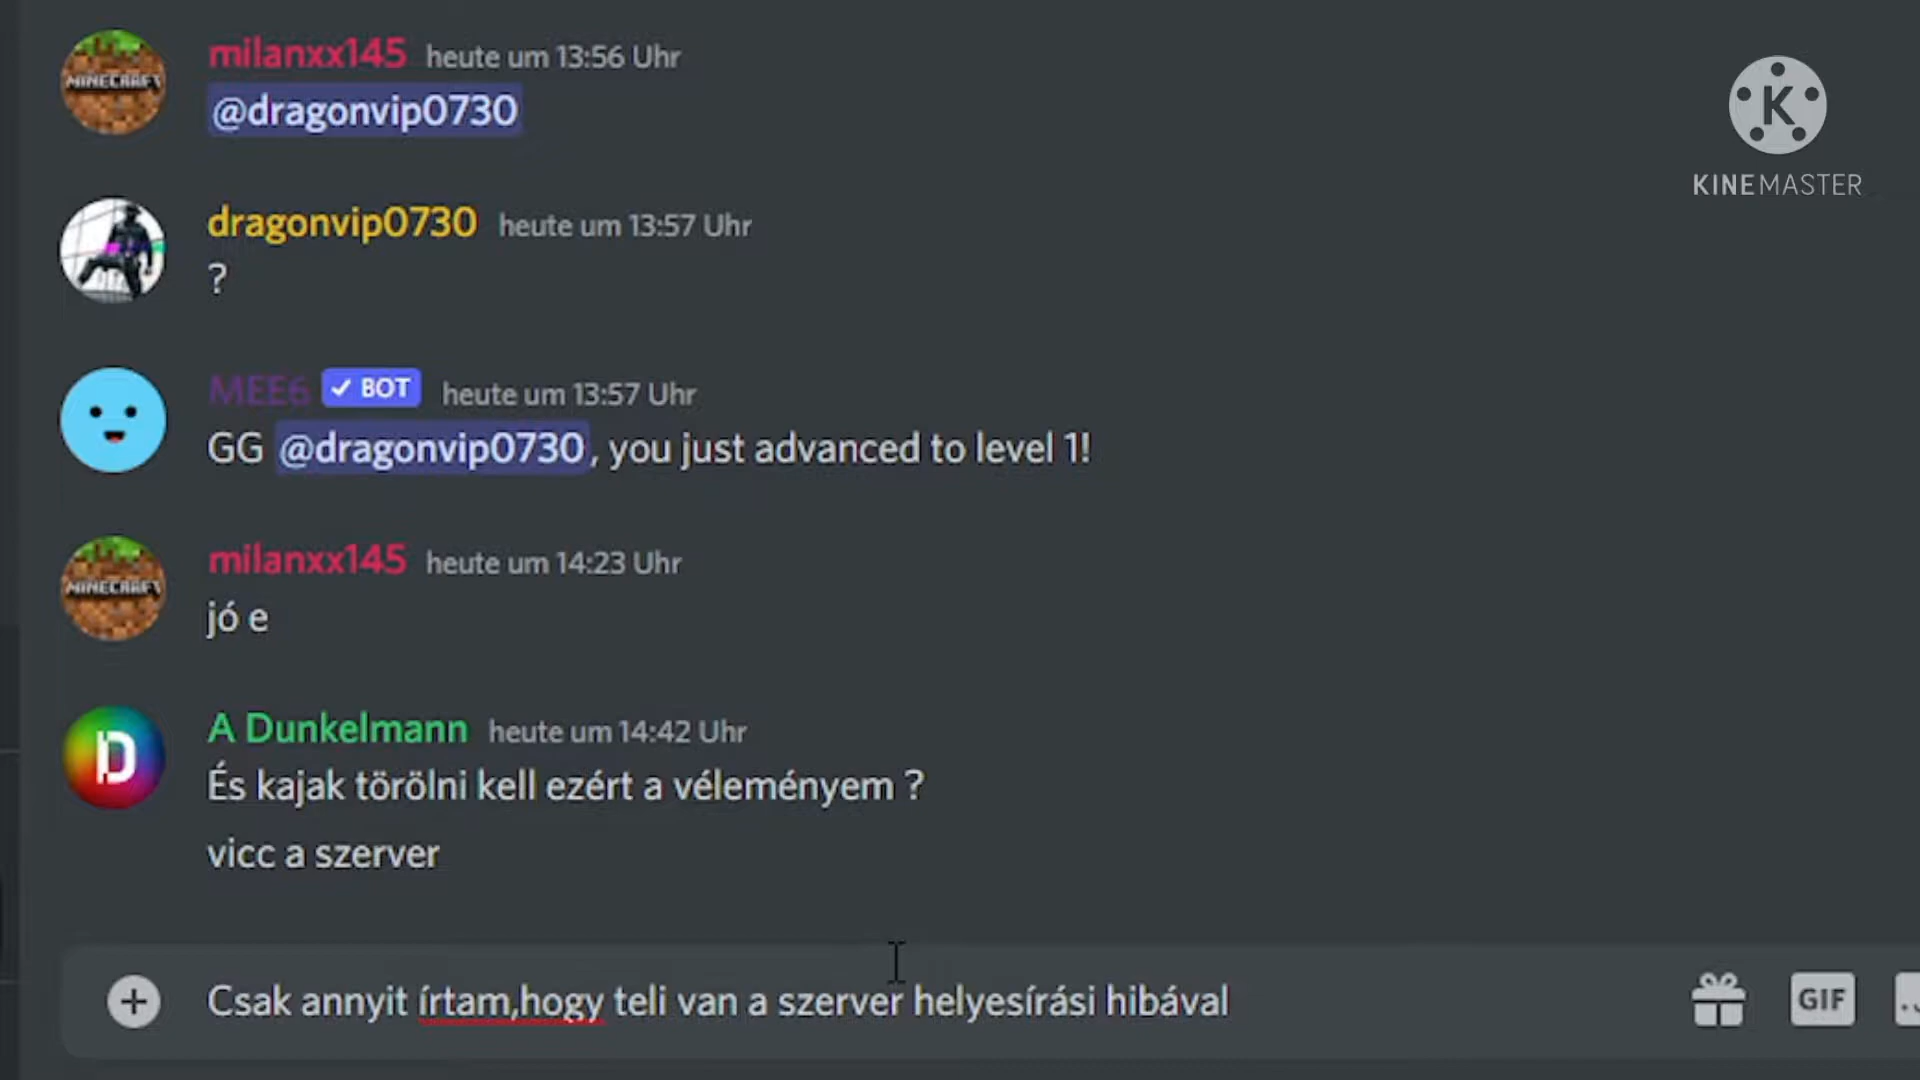 milanxx145 heute um 13:56 Uhr
MINECRAFT
@dragonvip0730
K
KINEMASTER
dragonvip0730 heute um 13:57 Uhr
?
MEE6 ✓ BOT heute um 13:57 Uhr
GG @dragonvip0730, you just advanced to level 1!
milanxx145 heute um 14:23 Uhr
MINECRAFT
jó e
A Dunkelmann heute um 14:42 Uhr
D
És kajak törölni kell ezért a véleményem ?
vicc a szerver
Csak annyit írtam,hogy teli van a szerver helyesírási hibával
GIF